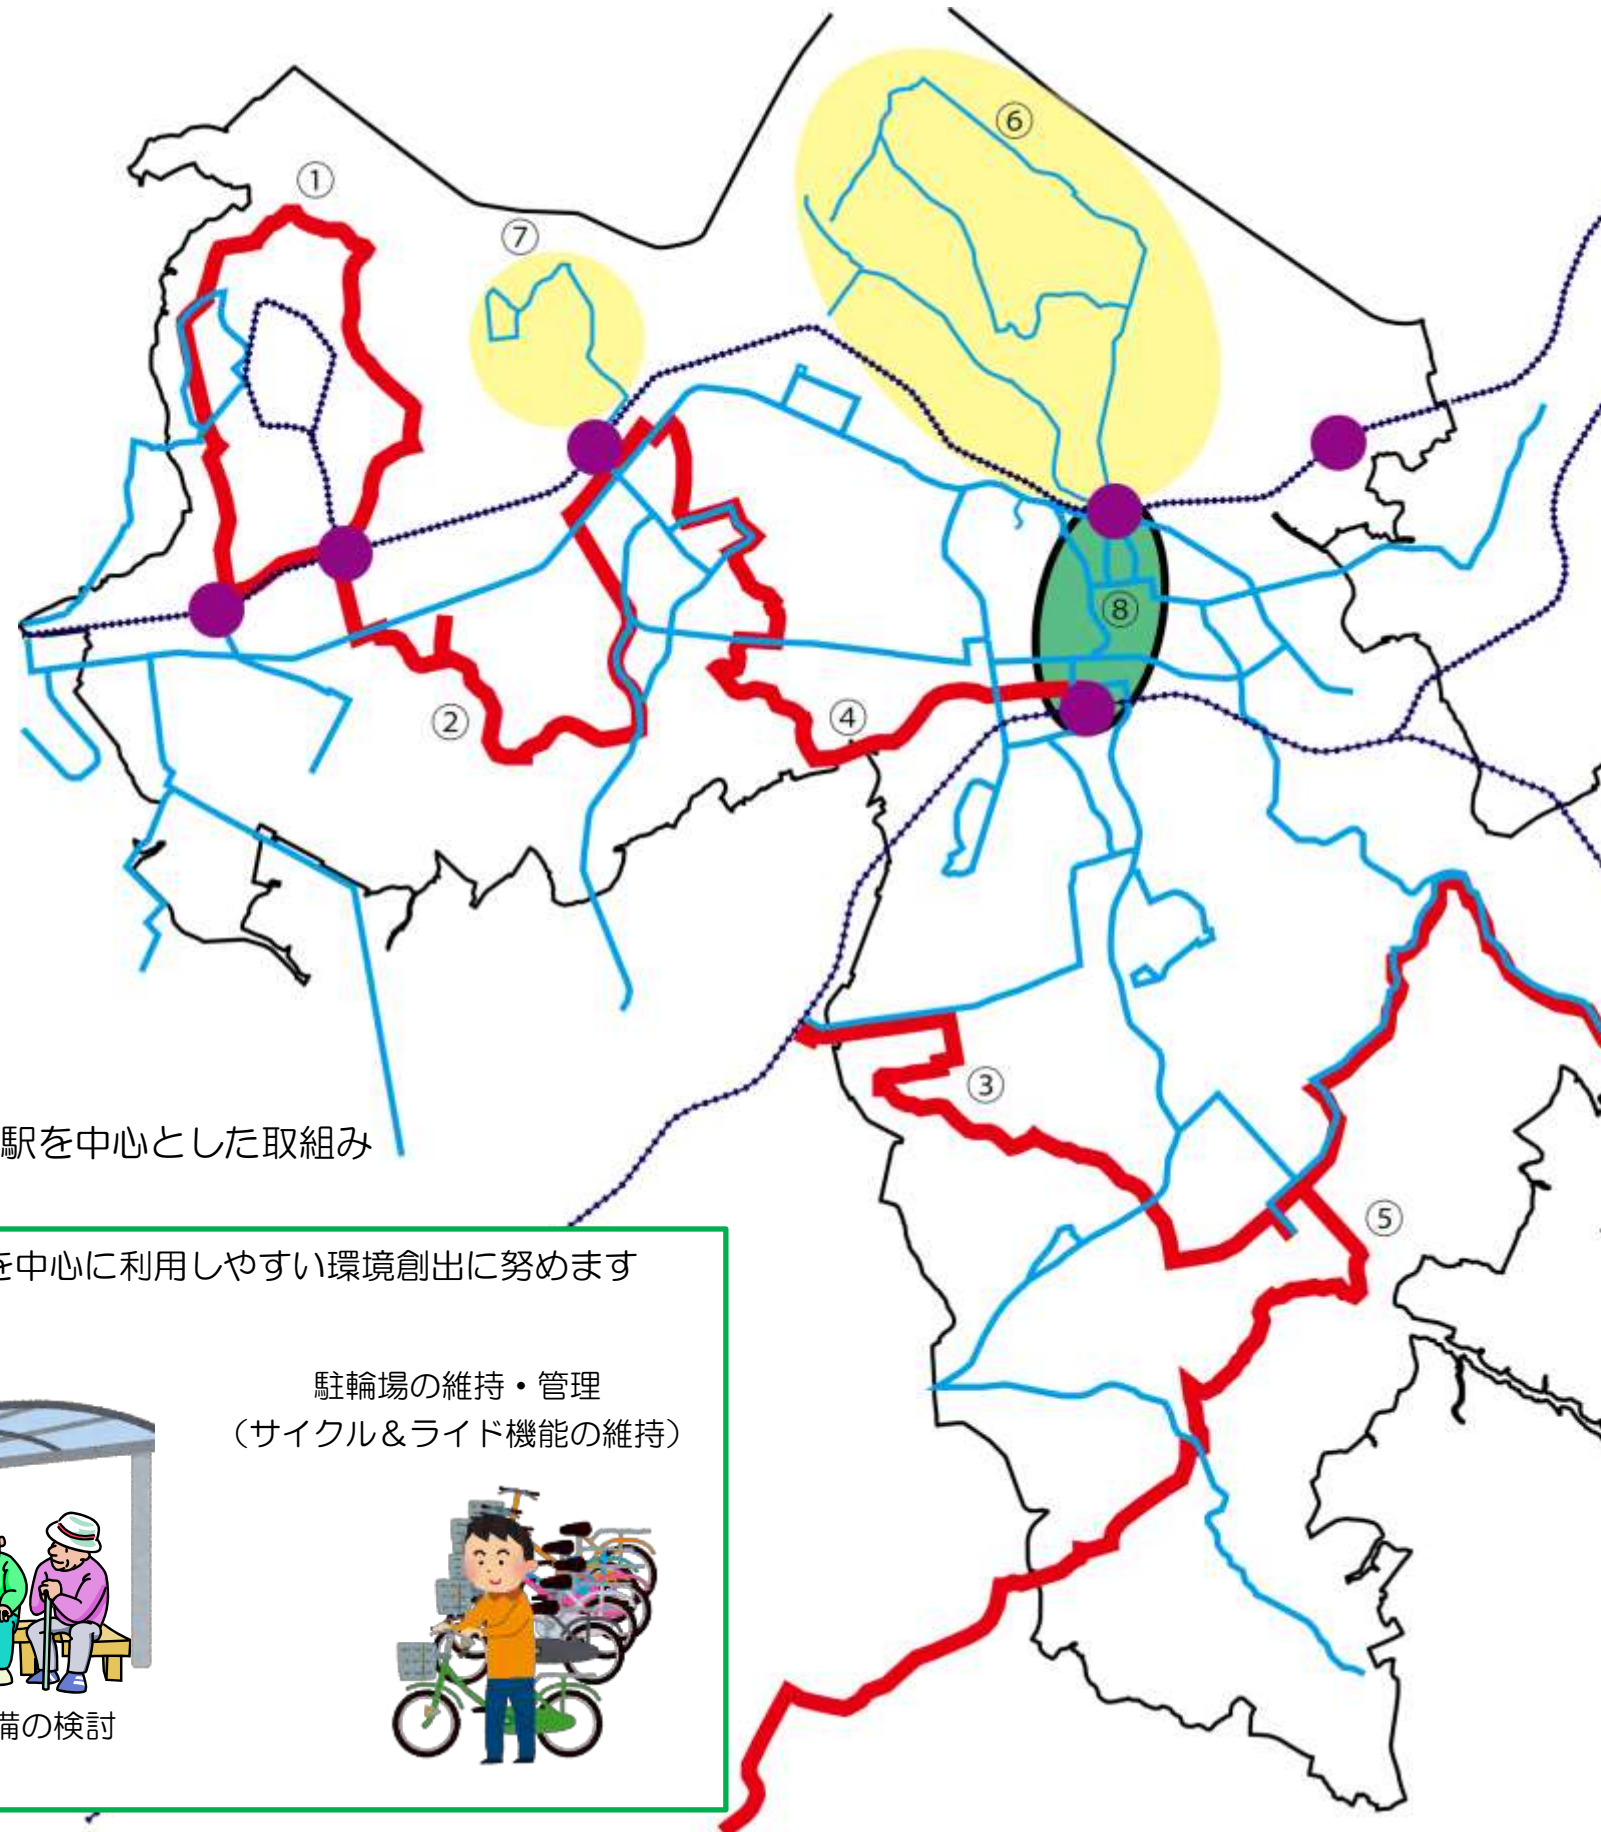 ⑥
①
⑦
⑧
②
④
③
駅を中心とした取組み
⑤
を中心に利用しやすい環境創出に努めます
駐輪場の維持・管理
（サイクル＆ライド機能の維持）
備の検討